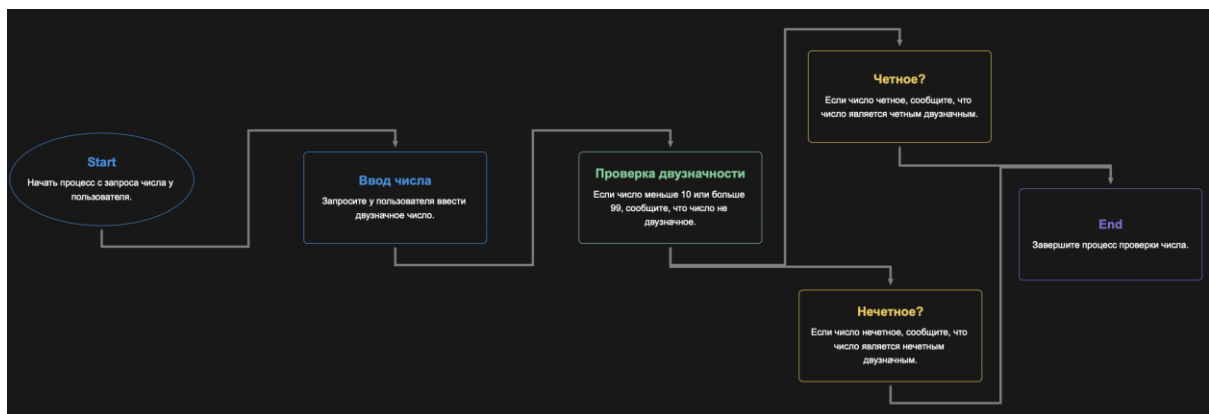 Start
Начать процесс с запроса числа у
пользователя.
Ввод числа
Запросите у пользователя ввести
двузначное число.
Проверка двузначности
Если число меньше 10 или больше
99, сообщите, что число не
двузначное.
Четное?
Если число четное, сообщите, что
число является четным двузначным.
Нечетное?
Если число нечетное, сообщите, что
число является нечетным
двузначным.
End
Завершите процесс проверки числа.